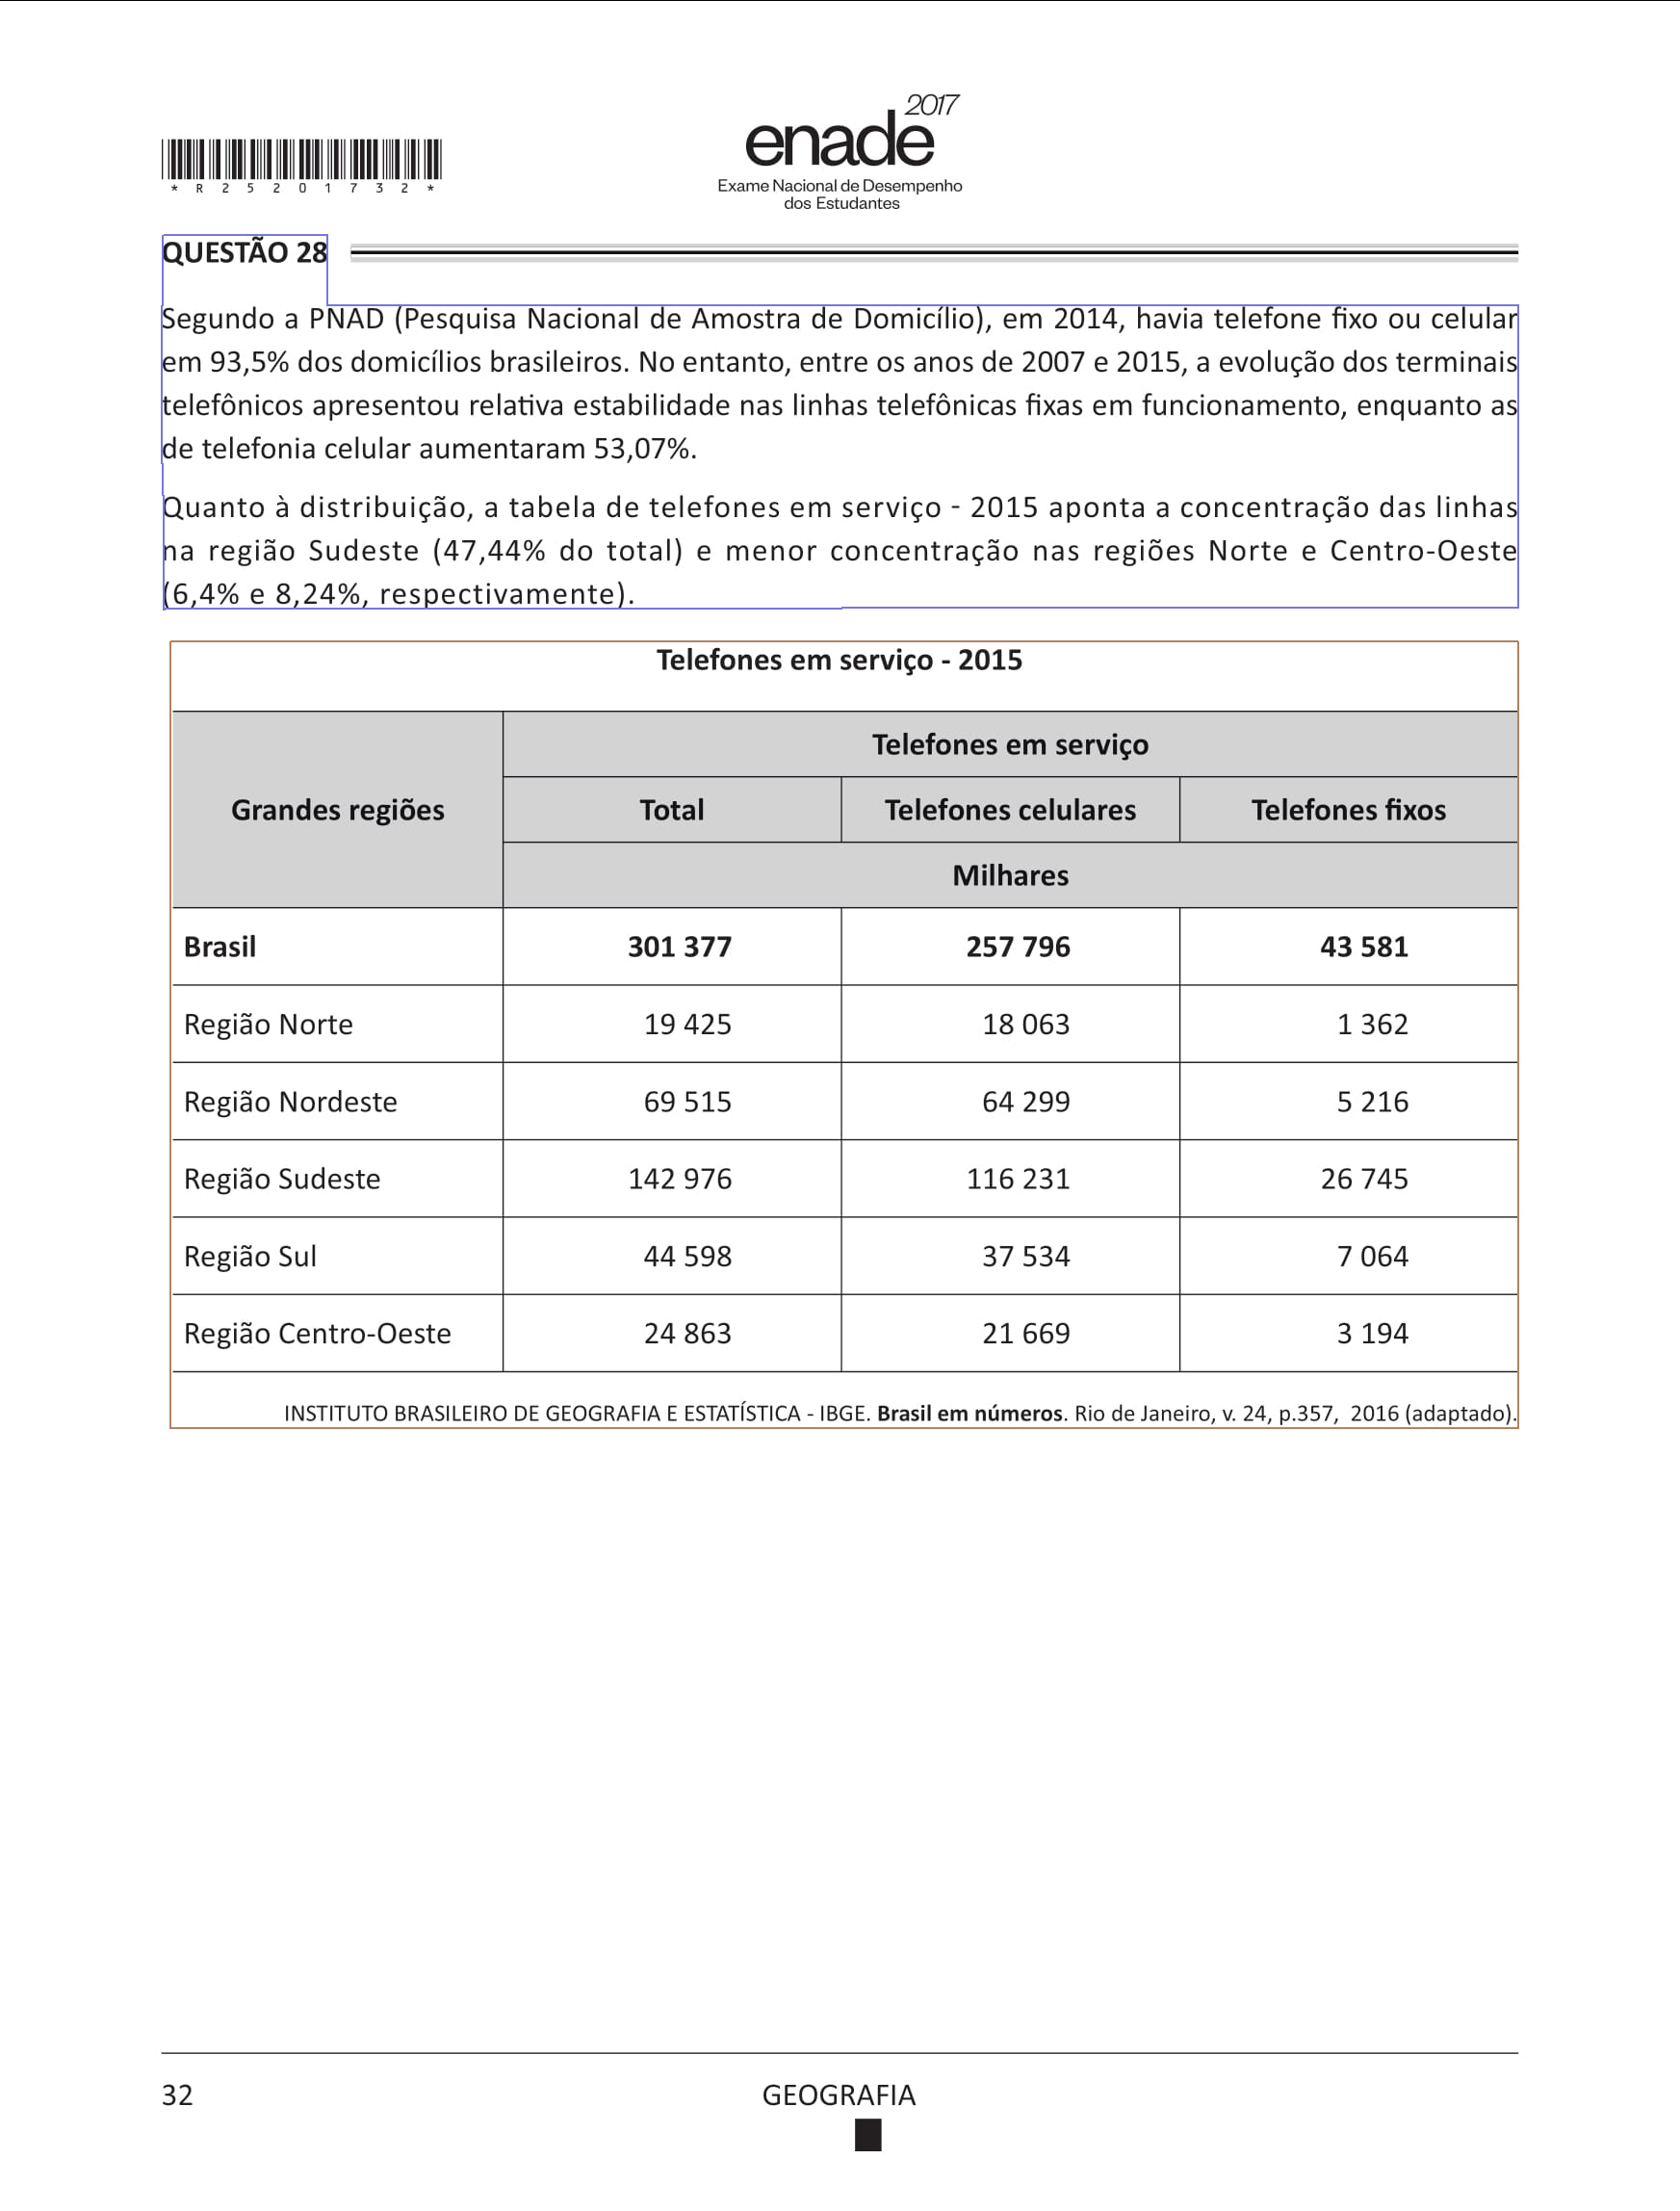 2017
enade
Exame Nacional de Desempenho
dos Estudantes
* R 2 5 2 0 1 7 3 2 *
QUESTÃO 28
Segundo a PNAD (Pesquisa Nacional de Amostra de Domicílio), em 2014, havia telefone fixo ou celular
em 93,5% dos domicílios brasileiros. No entanto, entre os anos de 2007 e 2015, a evolução dos terminais
telefônicos apresentou relativa estabilidade nas linhas telefônicas fixas em funcionamento, enquanto as
de telefonia celular aumentaram 53,07%.
Quanto à distribuição, a tabela de telefones em serviço - 2015 aponta a concentração das linhas
na região Sudeste (47,44% do total) e menor concentração nas regiões Norte e Centro-Oeste
(6,4% e 8,24%, respectivamente).
Telefones em serviço - 2015
Telefones em serviço
Grandes regiões Total Telefones celulares Telefones fixos
Milhares
Brasil 301 377 257 796 43 581
Região Norte 19 425 18 063 1 362
Região Nordeste 69 515 64 299 5 216
Região Sudeste 142 976 116 231 26 745
Região Sul 44 598 37 534 7 064
Região Centro-Oeste 24 863 21 669 3 194
INSTITUTO BRASILEIRO DE GEOGRAFIA E ESTATÍSTICA - IBGE. Brasil em números. Rio de Janeiro, v. 24, p.357, 2016 (adaptado).
32
GEOGRAFIA